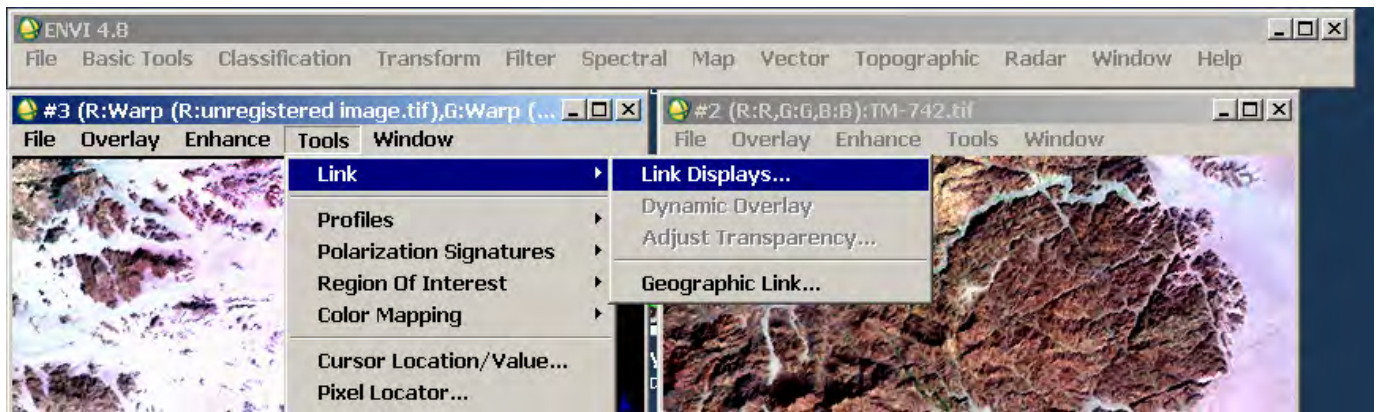 ENVI 4.8
File Basic Tools Classification Transform Filter Spectral Map Vector Topographic Radar Window Help
#3 (R:Warp (R:unregistered image.tif),G:Warp (...
File Overlay Enhance Tools Window
#2 (R:R,G:G,B:B):TM-742.tif
File Overlay Enhance Tools Window
Link
Profiles
Polarization Signatures
Region Of Interest
Color Mapping
Cursor Location/Value...
Pixel Locator...
Link Displays...
Dynamic Overlay
Adjust Transparency...
Geographic Link...